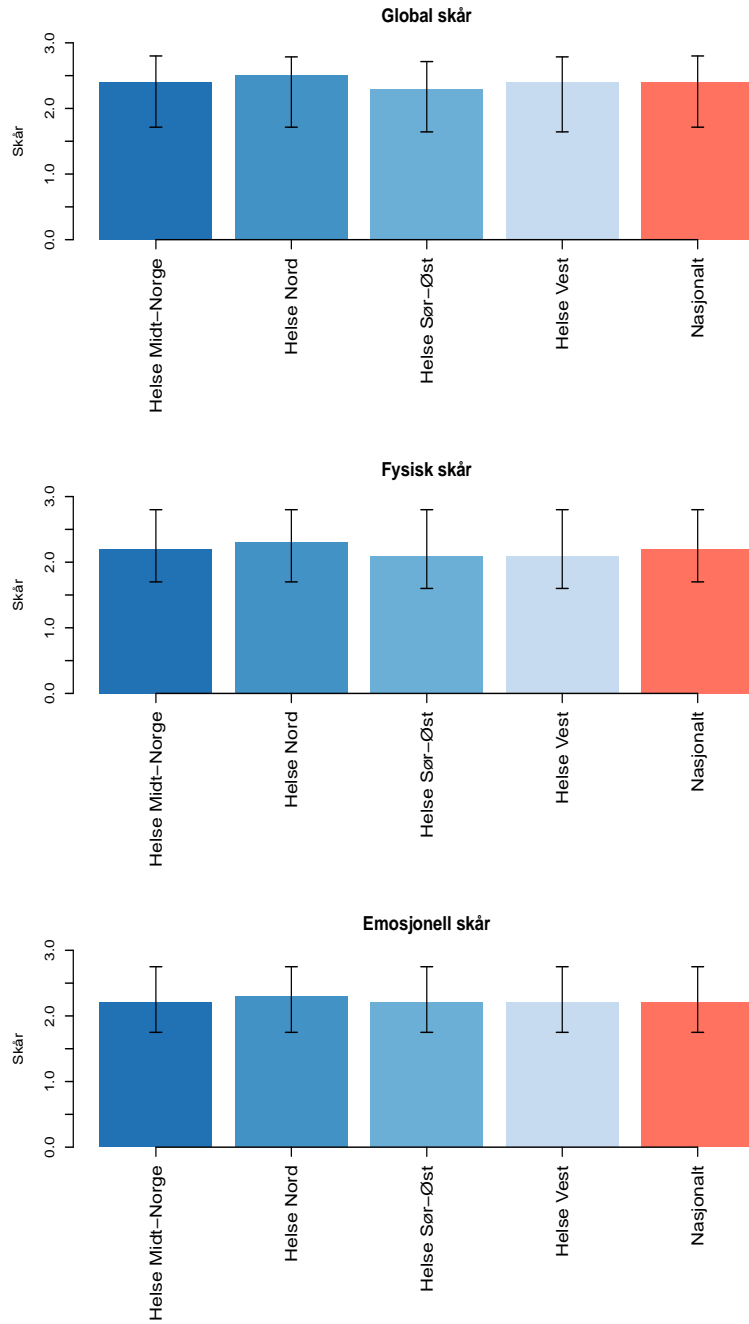 Global skår
Skår
3.0
2.0
1.0
0.0
Helse Midt−Norge
Helse Nord
Helse Sør−Øst
Helse Vest
Nasjonalt
Fysisk skår
Skår
3.0
2.0
1.0
0.0
Helse Midt−Norge
Helse Nord
Helse Sør−Øst
Helse Vest
Nasjonalt
Emosjonell skår
Skår
3.0
2.0
1.0
0.0
Helse Midt−Norge
Helse Nord
Helse Sør−Øst
Helse Vest
Nasjonalt